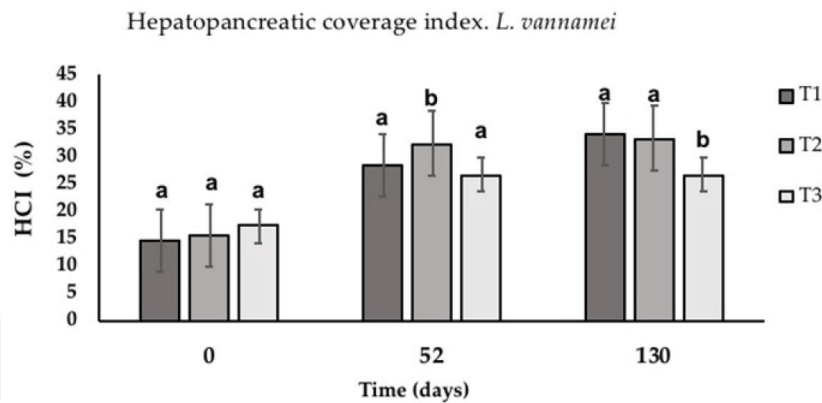 Hepatopancreatic coverage index. L. vannamei
HCI (%)
45
40
35
30
25
20
15
10
5
0
a a a
a b a
a a b
T1
T2
T3
0 52 130
Time (days)